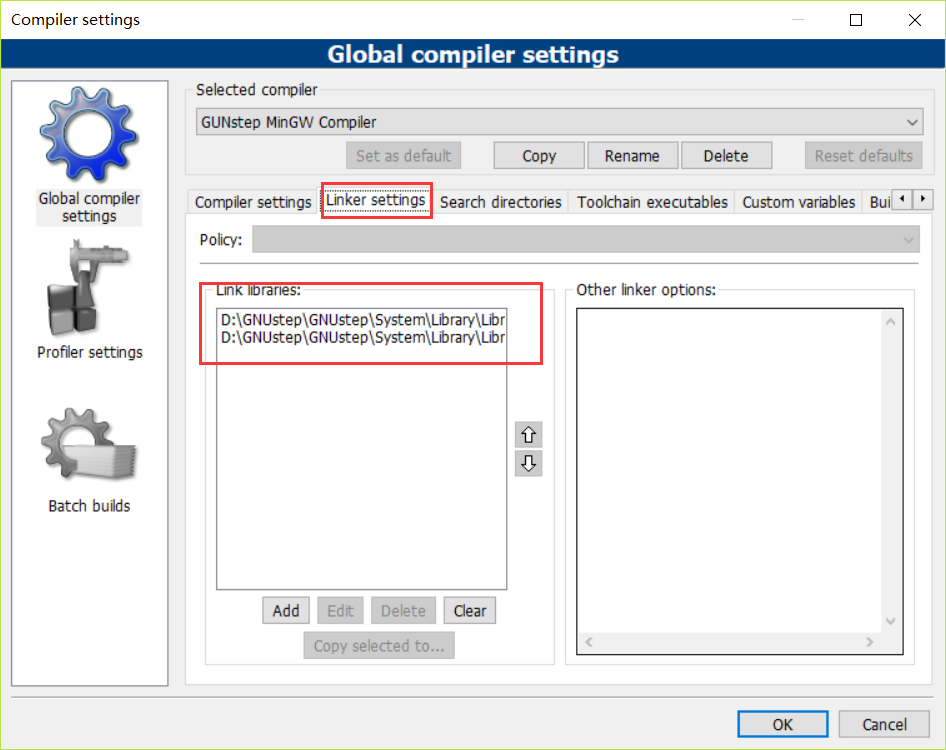 Compiler settings
Global compiler settings
Global compiler
settings
Profiler settings
Batch builds
Selected compiler
GUNstep MinGW Compiler
Set as default
Copy
Rename
Delete
Reset defaults
Compiler settings
Linker settings
Search directories
Toolchain executables
Custom variables
Bui
Policy:
Link libraries:
D:\GNUstep\GNUstep\System\Library\Libr
D:\GNUstep\GNUstep\System\Library\Libr
Add
Edit
Delete
Clear
Copy selected to...
Other linker options:
OK
Cancel